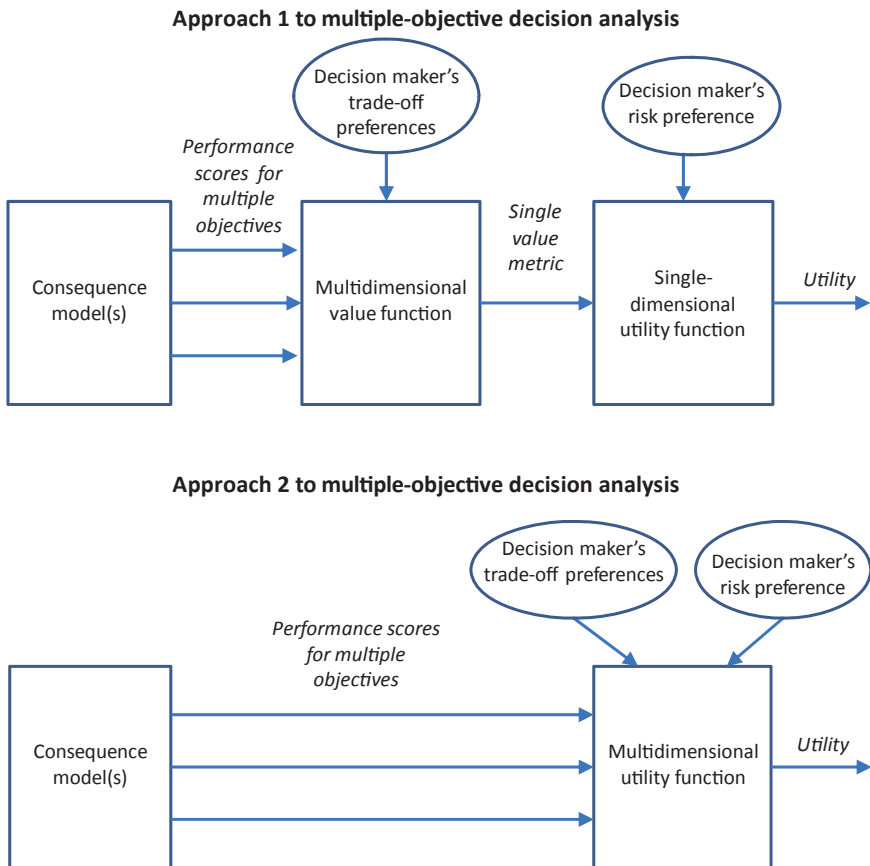 Approach 1 to multiple-objective decision analysis
Decision maker's
trade-off
preferences
Decision maker's
risk preference
Performance
scores for
multiple
objectives
Single
value
metric
Consequence
model(s)
Multidimensional
value function
Single-
dimensional
utility function
Utility
Approach 2 to multiple-objective decision analysis
Decision maker's
trade-off preferences
Decision maker's
risk preference
Performance scores
for multiple
objectives
Consequence
model(s)
Multidimensional
utility function
Utility